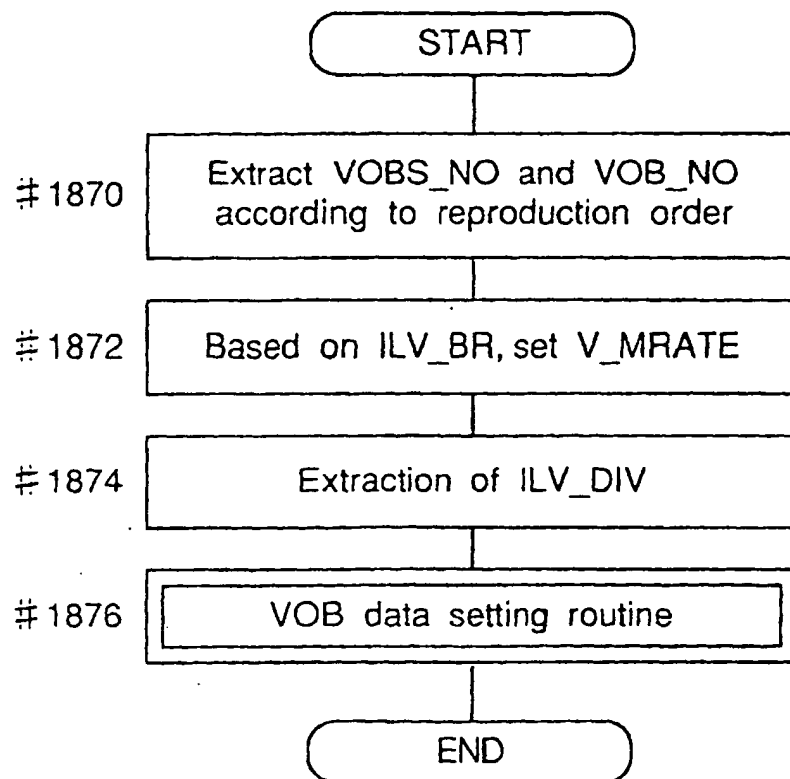 START
#1870
Extract VOBS_NO and VOB_NO
according to reproduction order
#1872
Based on ILV_BR, set V_MRATE
#1874
Extraction of ILV_DIV
#1876
VOB data setting routine
END